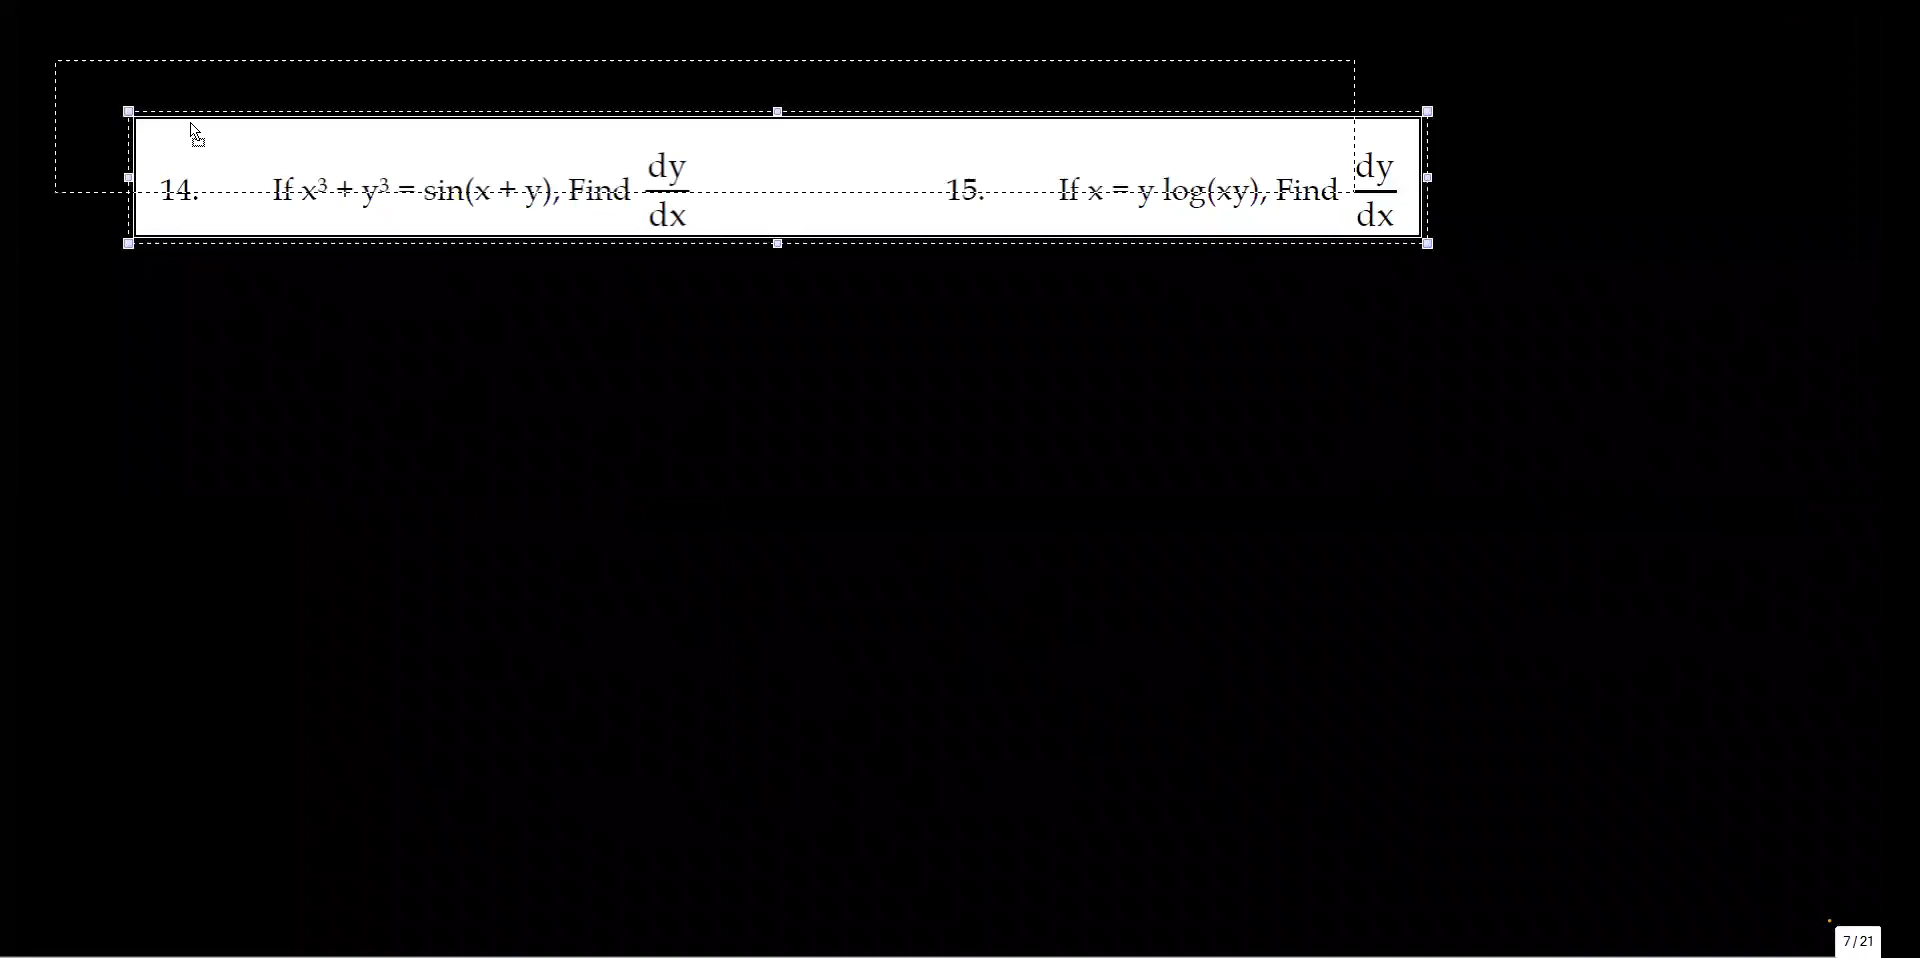 14. If x³ + y³ = sin(x + y), Find dy/dx 15. If x = y log(xy), Find dy/dx
7/21